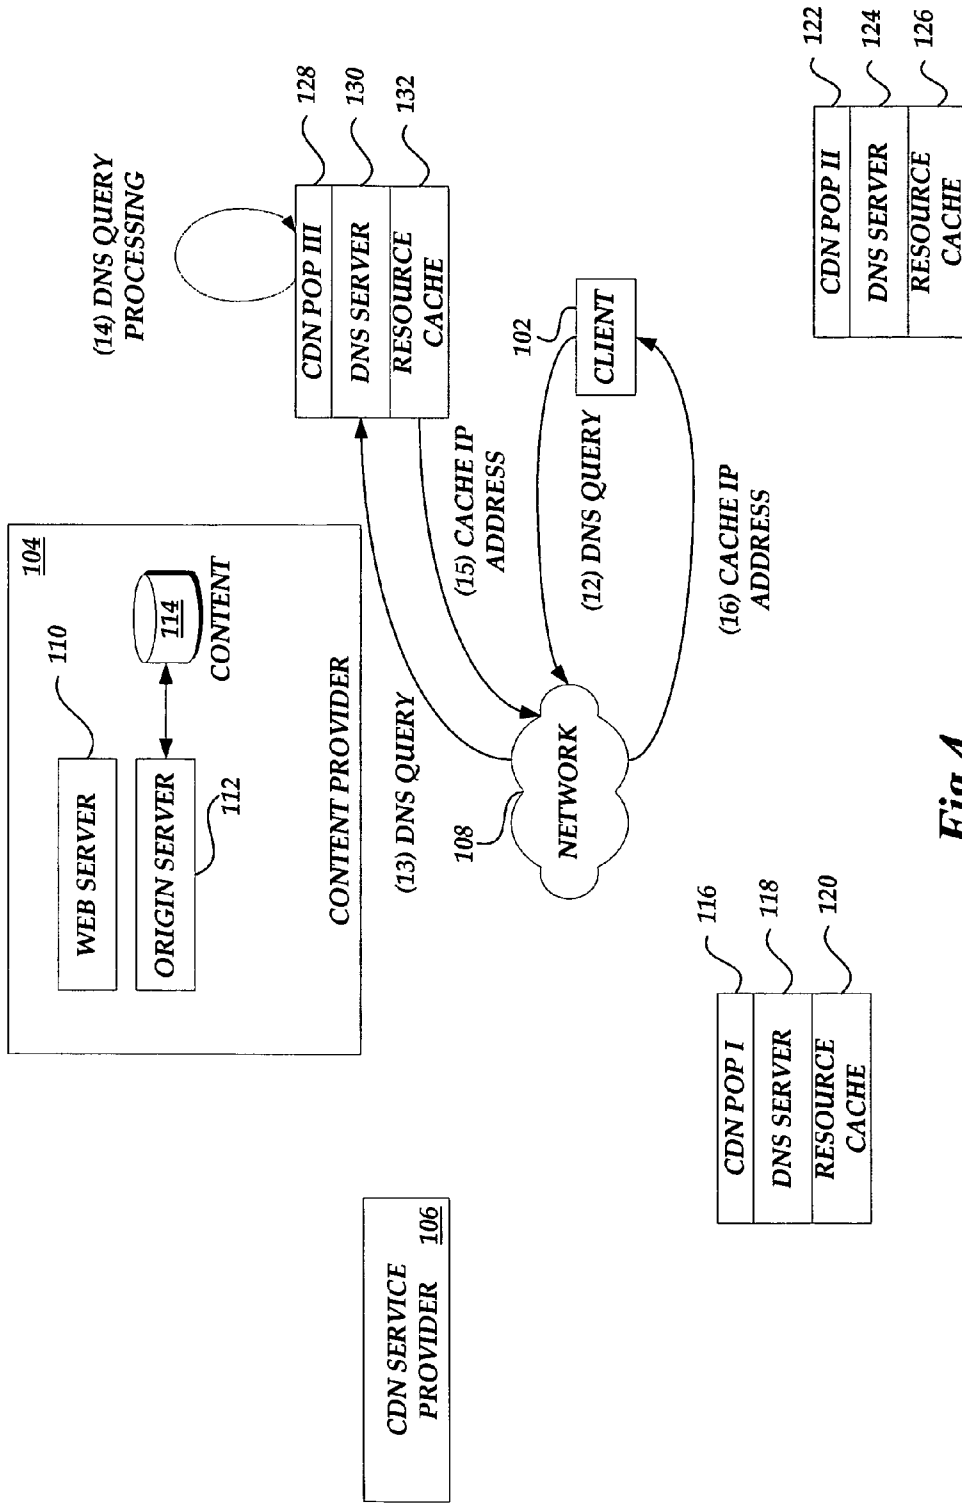 CDN SERVICE
PROVIDER
106
104
WEB SERVER
110
ORIGIN SERVER
112
114
CONTENT
CONTENT PROVIDER
(14) DNS QUERY
PROCESSING
CDN POP III
128
DNS SERVER
130
RESOURCE
CACHE
132
(13) DNS QUERY
(15) CACHE IP
ADDRESS
108
NETWORK
(12) DNS QUERY
102
CLIENT
(16) CACHE IP
ADDRESS
CDN POP I
116
DNS SERVER
118
RESOURCE
CACHE
120
CDN POP II
122
DNS SERVER
124
RESOURCE
CACHE
126
Fig.4.